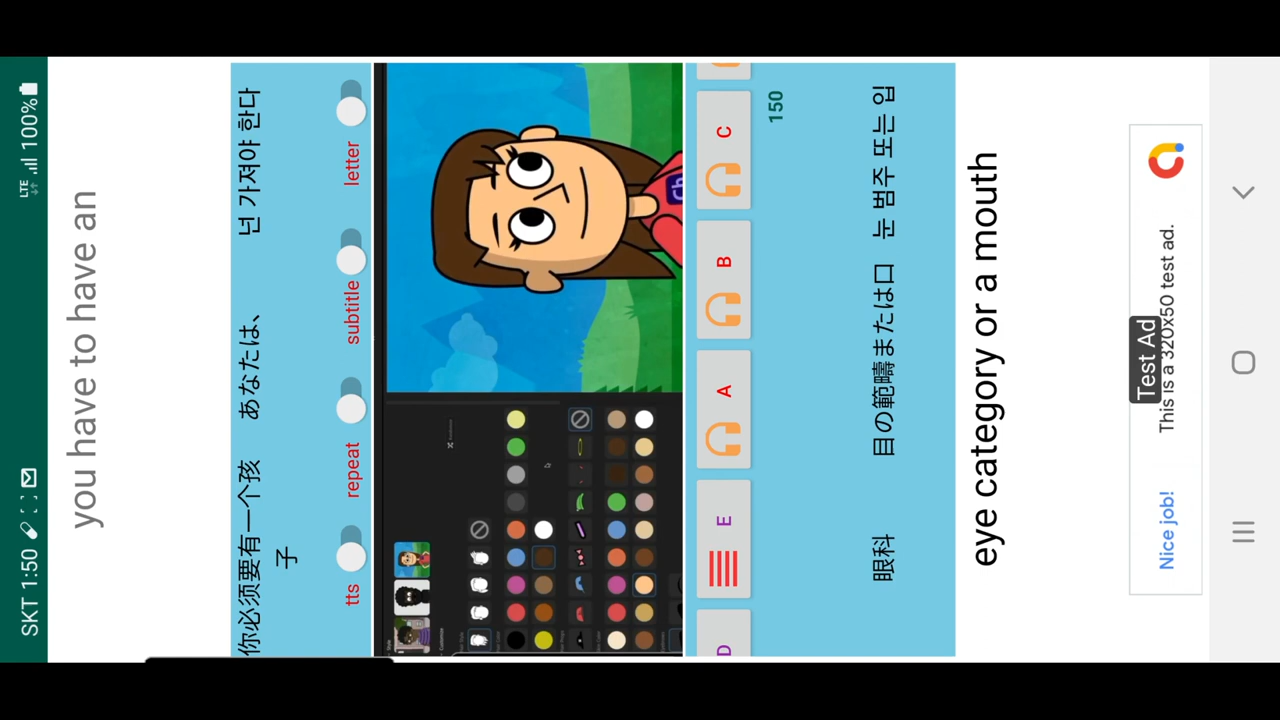 SKT 1:50
LTE
100%
you have to have an
你必须要有一个孩子
あなたは、
넌 가져야 한다
tts
repeat
subtitle
letter
D
E
A
B
C
150
眼科
目の範疇または口
눈 범주 또는 입
eye category or a mouth
Nice job!
This is a 320x50 test ad.
Test Ad